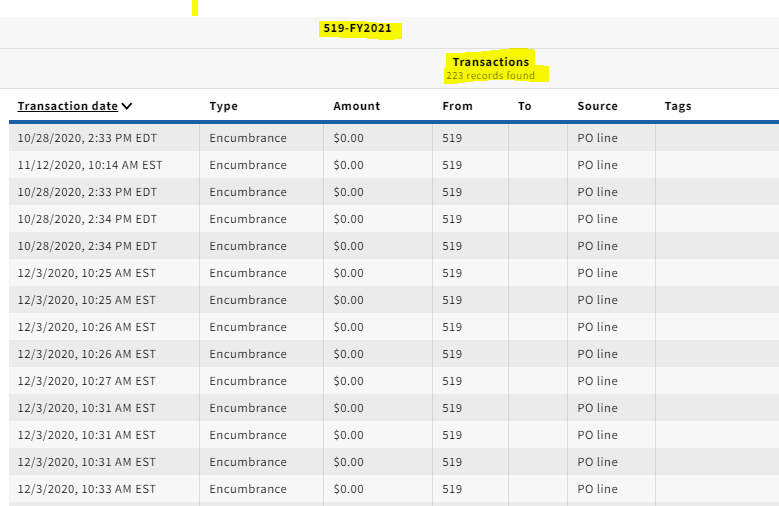 519-FY2021
Transactions
223 records found
Transaction date Type Amount From To Source Tags
10/28/2020, 2:33 PM EDT Encumbrance $0.00 519 PO line
11/12/2020, 10:14 AM EST Encumbrance $0.00 519 PO line
10/28/2020, 2:33 PM EDT Encumbrance $0.00 519 PO line
10/28/2020, 2:34 PM EDT Encumbrance $0.00 519 PO line
10/28/2020, 2:34 PM EDT Encumbrance $0.00 519 PO line
12/3/2020, 10:25 AM EST Encumbrance $0.00 519 PO line
12/3/2020, 10:25 AM EST Encumbrance $0.00 519 PO line
12/3/2020, 10:26 AM EST Encumbrance $0.00 519 PO line
12/3/2020, 10:26 AM EST Encumbrance $0.00 519 PO line
12/3/2020, 10:27 AM EST Encumbrance $0.00 519 PO line
12/3/2020, 10:31 AM EST Encumbrance $0.00 519 PO line
12/3/2020, 10:31 AM EST Encumbrance $0.00 519 PO line
12/3/2020, 10:31 AM EST Encumbrance $0.00 519 PO line
12/3/2020, 10:33 AM EST Encumbrance $0.00 519 PO line